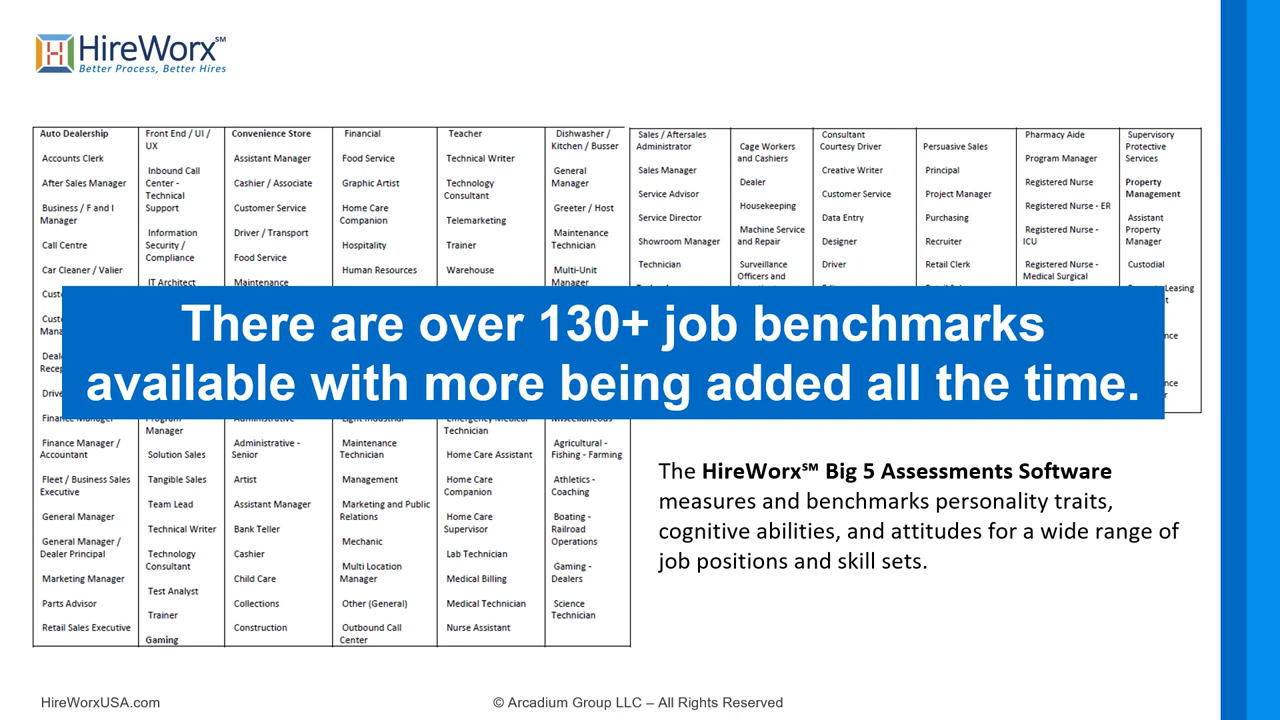 HireWorx℠
Better Process, Better Hires
Auto Dealership
Accounts Clerk
After Sales Manager
Business / F and I
Manager
Call Centre
Car Cleaner / Valier
Finance Manager /
Accountant
Fleet / Business Sales
Executive
General Manager
General Manager /
Dealer Principal
Marketing Manager
Parts Advisor
Retail Sales Executive
Front End / UI /
UX
Inbound Call
Center -
Technical
Support
Information
Security /
Compliance
IT Architect
Manager
Solution Sales
Tangible Sales
Team Lead
Technical Writer
Technology
Consultant
Test Analyst
Trainer
Gaming
Convenience Store
Assistant Manager
Cashier / Associate
Customer Service
Driver / Transport
Food Service
Maintenance
Administrative -
Senior
Artist
Assistant Manager
Bank Teller
Cashier
Child Care
Collections
Construction
Financial
Food Service
Graphic Artist
Home Care
Companion
Hospitality
Human Resources
Maintenance
Technician
Management
Marketing and Public
Relations
Mechanic
Multi Location
Manager
Other (General)
Outbound Call
Center
Teacher
Technical Writer
Technology
Consultant
Telemarketing
Trainer
Warehouse
Technician
Home Care Assistant
Home Care
Companion
Home Care
Supervisor
Lab Technician
Medical Billing
Medical Technician
Nurse Assistant
Dishwasher /
Kitchen / Busser
General
Manager
Greeter / Host
Maintenance
Technician
Multi-Unit
Manager
Agricultural -
Fishing - Farming
Athletics -
Coaching
Boating -
Railroad
Operations
Gaming -
Dealers
Science
Technician
Sales / Aftersales
Administrator
Sales Manager
Service Advisor
Service Director
Showroom Manager
Technician
Cage Workers
and Cashiers
Dealer
Housekeeping
Machine Service
and Repair
Surveillance
Officers and
Consultant
Courtesy Driver
Creative Writer
Customer Service
Data Entry
Designer
Driver
Persuasive Sales
Principal
Project Manager
Purchasing
Recruiter
Retail Clerk
Pharmacy Aide
Program Manager
Registered Nurse
Registered Nurse - ER
Registered Nurse -
ICU
Registered Nurse -
Medical Surgical
Supervisory
Protective
Services
Property
Management
Assistant
Property
Manager
Custodial
Leasing
There are over 130+ job benchmarks
available with more being added all the time.
The HireWorx℠ Big 5 Assessments Software
measures and benchmarks personality traits,
cognitive abilities, and attitudes for a wide range of
job positions and skill sets.
HireWorxUSA.com
© Arcadium Group LLC – All Rights Reserved